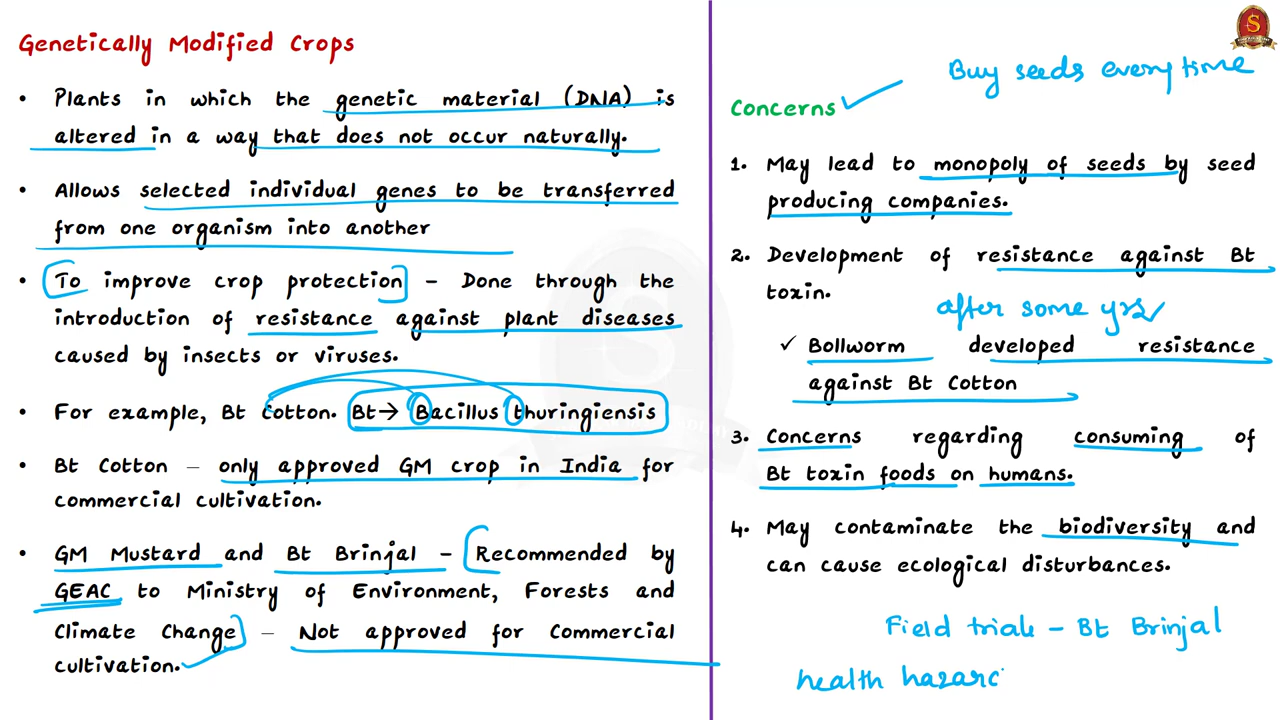 Genetically Modified Crops
• Plants in which the genetic material (DNA) is
altered in a way that does not occur naturally.
• Allows selected individual genes to be transferred
from one organism into another
• To improve crop protection – Done through the
introduction of resistance against plant diseases
caused by insects or viruses.
• For example, Bt Cotton. Bt→ Bacillus thuringiensis
• Bt Cotton – only approved GM crop in India for
commercial cultivation.
• GM Mustard and Bt Brinjal – Recommended by
GEAC to Ministry of Environment, Forests and
Climate Change – Not approved for Commercial
cultivation.
Buy seeds everytime
Concerns
1. May lead to monopoly of seeds by seed
producing companies.
2. Development of resistance against Bt
toxin.
after some yrs
✓ Bollworm developed resistance
against Bt Cotton
3. Concerns regarding consuming of
Bt toxin foods on humans.
4. May contaminate the biodiversity and
can cause ecological disturbances.
Field trials – Bt Brinjal
health hazarc